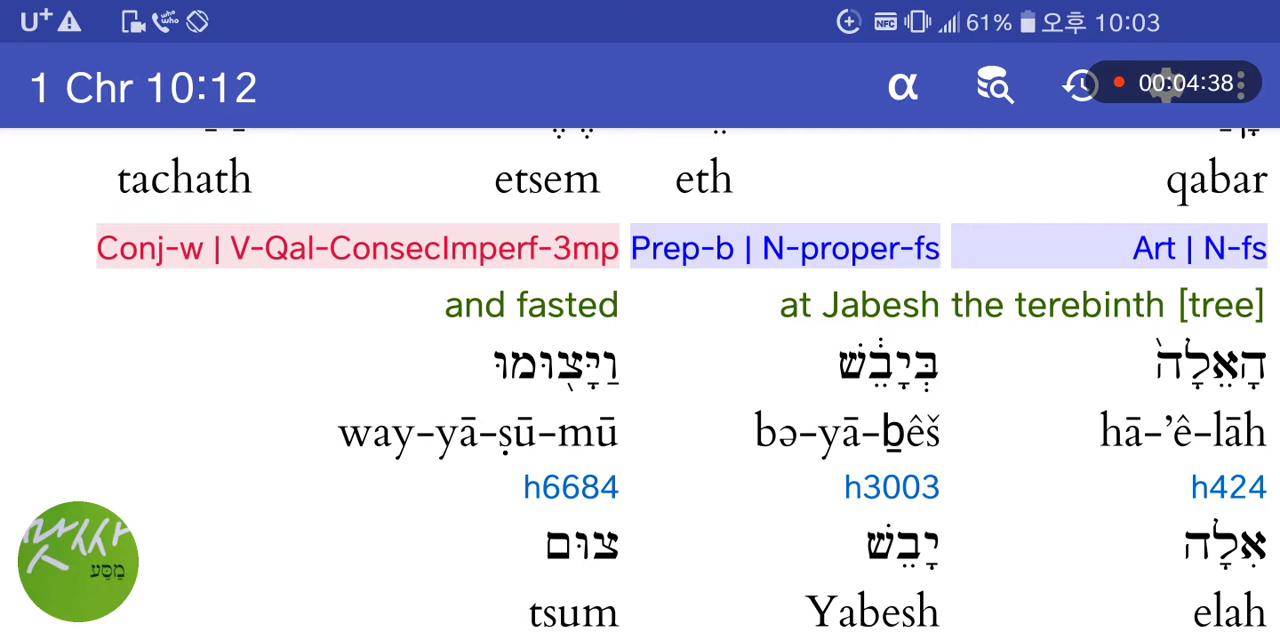 U+ 61% 오후 10:03
1 Chr 10:12 α 00:04:38
tachath etsem eth qabar
Conj-w | V-Qal-ConsecImperf-3mp Prep-b | N-proper-fs Art | N-fs
and fasted at Jabesh the terebinth [tree]
הָאֵלָה֙ בְּיָבֵ֔שׁ וַיָּצ֖וּמוּ
way-yā-ṣū-mū bə-yā-ḇêš hā-’ê-lāh
h6684 h3003 h424
אֵלָה יָבֵשׁ צוּם
tsum Yabesh elah
מַסַּע